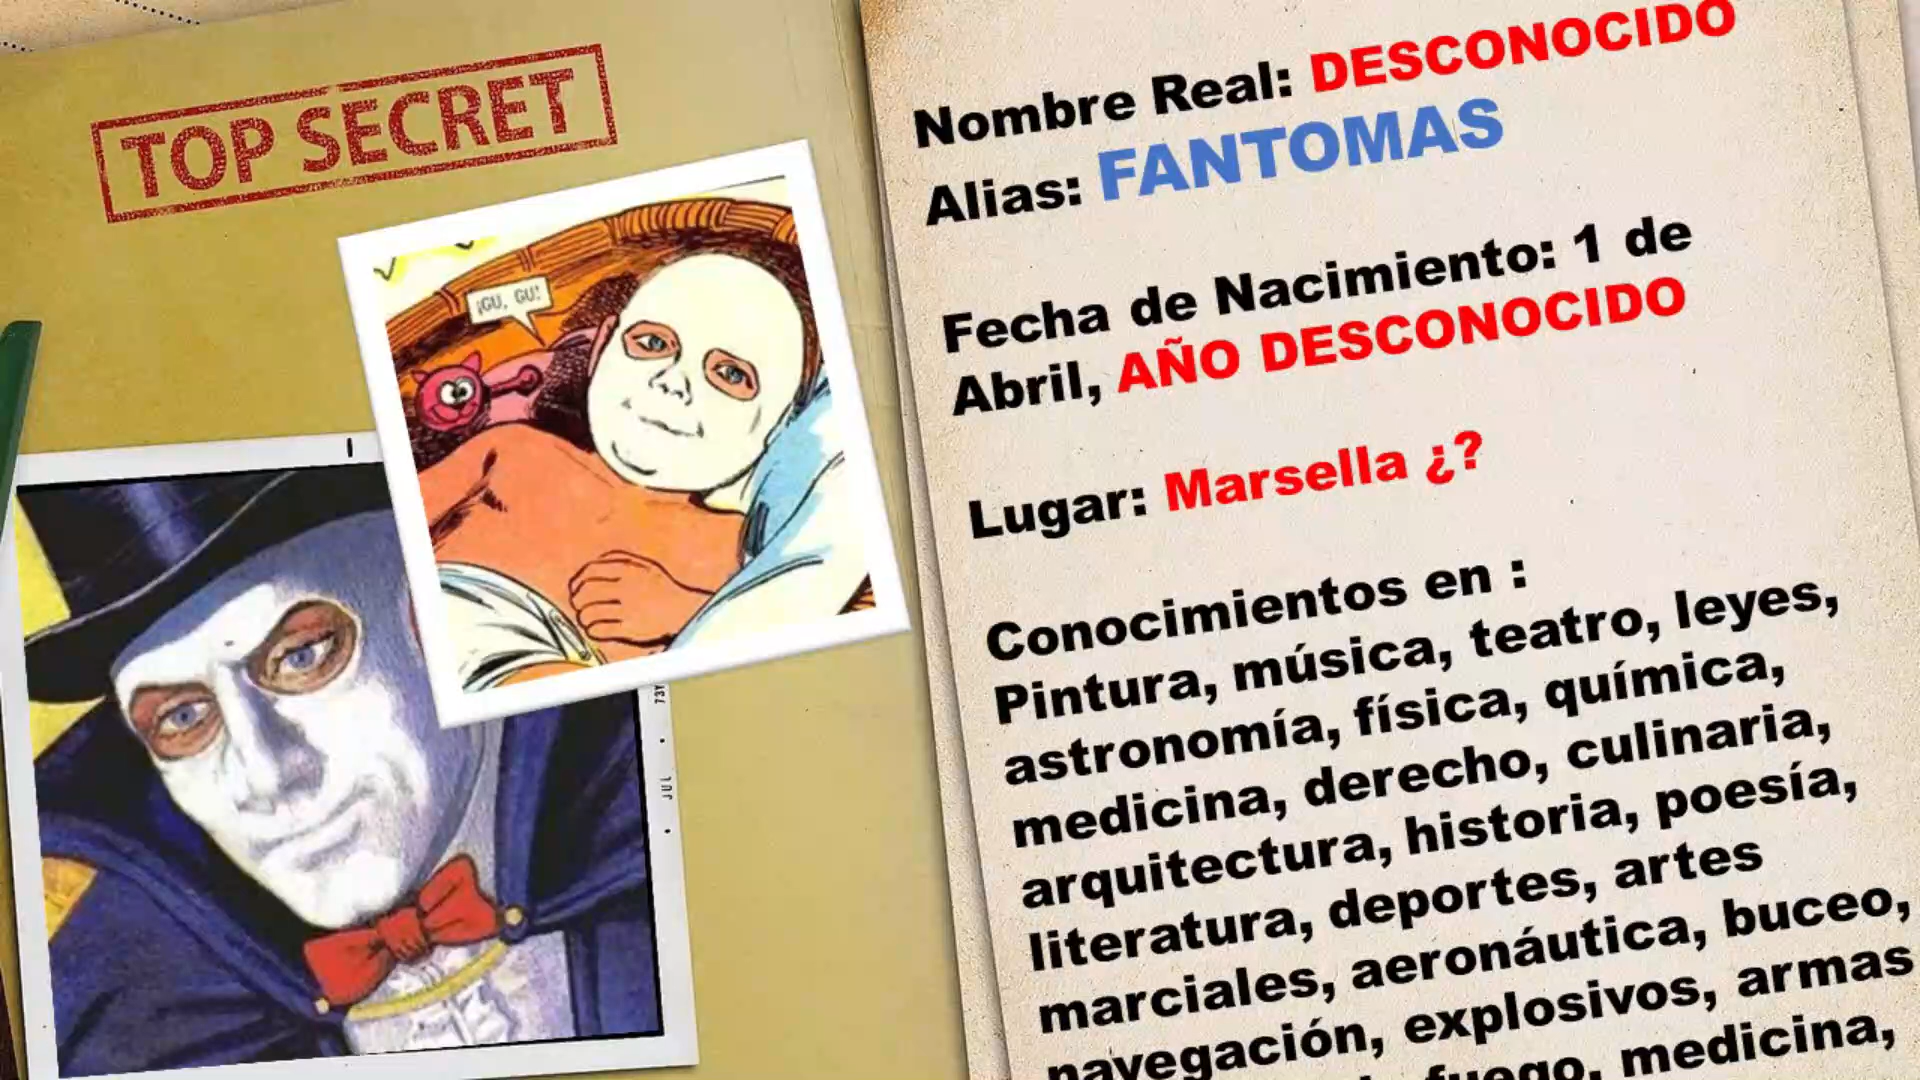 TOP SECRET
¡GU, GU!
JUL
Nombre Real: DESCONOCIDO
Alias: FANTOMAS
Fecha de Nacimiento: 1 de
Abril, AÑO DESCONOCIDO
Lugar: Marsella ¿?
Conocimientos en :
Pintura, música, teatro, leyes,
astronomía, física, química,
medicina, derecho, culinaria,
arquitectura, historia, poesía,
literatura, deportes, artes
marciales, aeronáutica, buceo,
navegación, explosivos, armas
fuego, medicina,